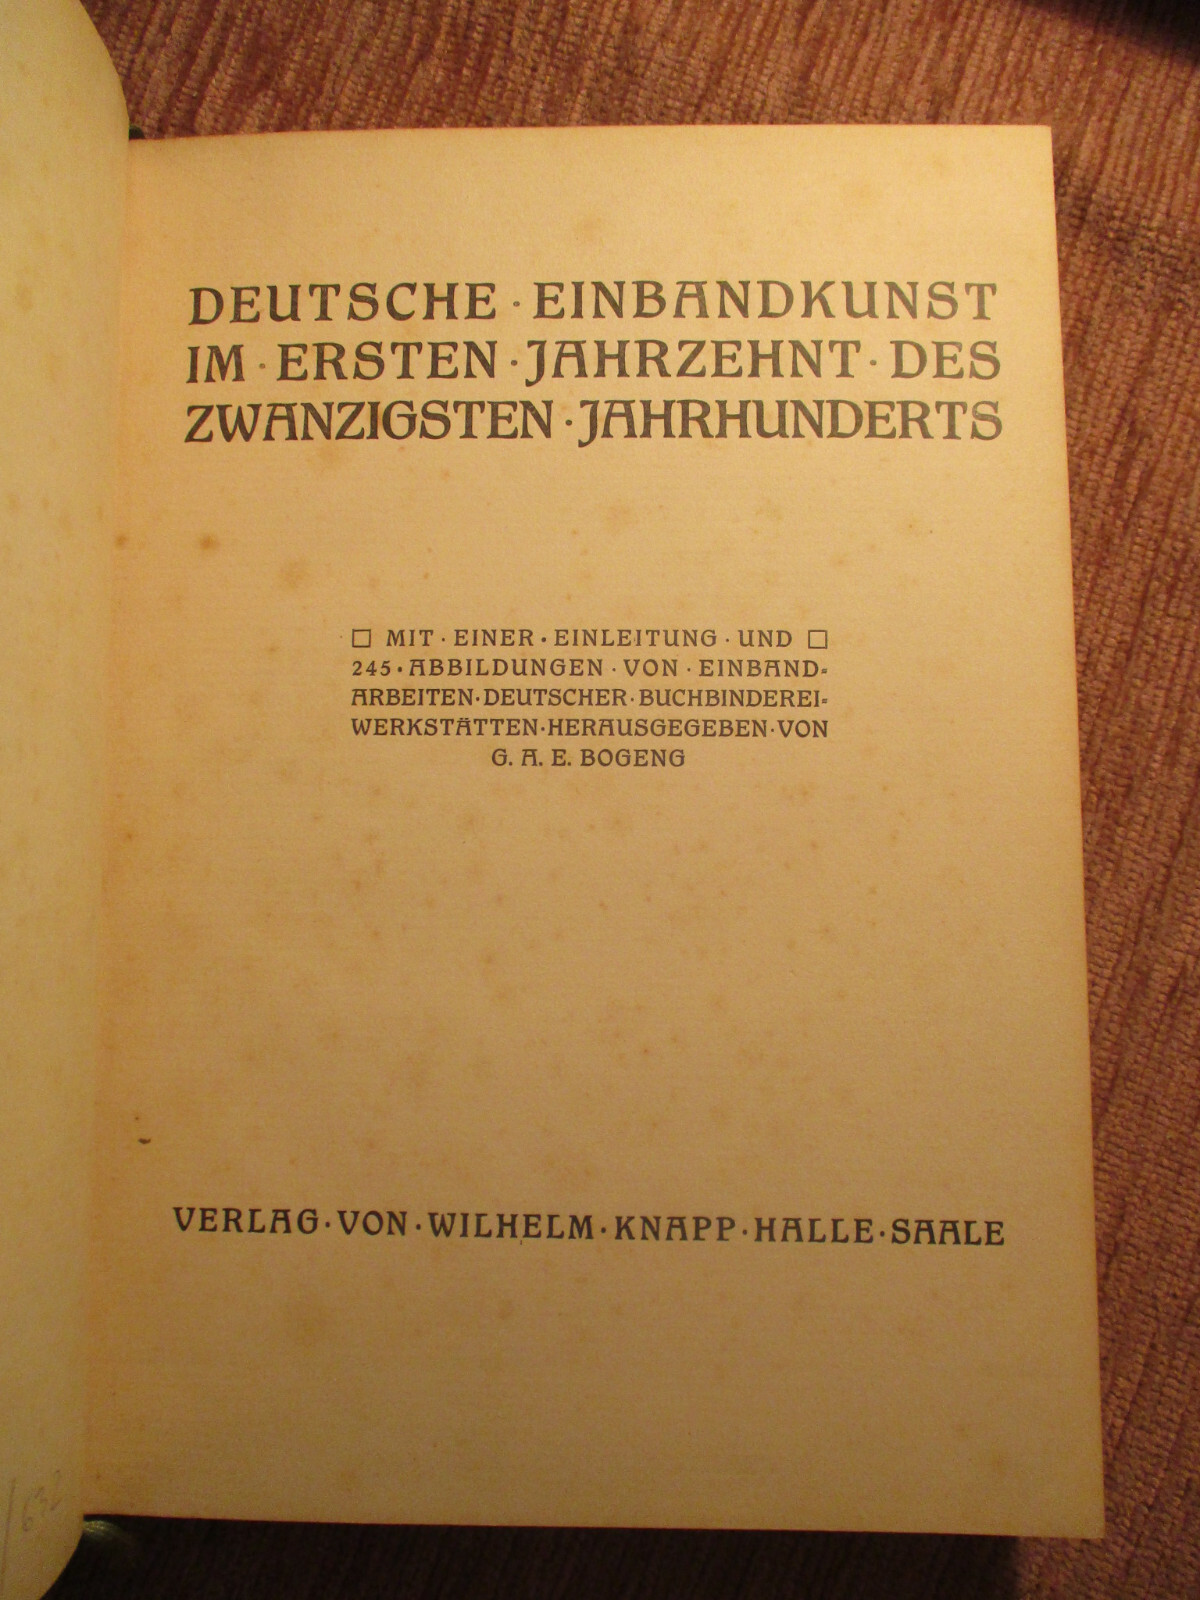 DEUTSCHE · EINBANDKUNST
IM · ERSTEN · JAHRZEHNT · DES
ZWANZIGSTEN · JAHRHUNDERTS
□ MIT · EINER · EINLEITUNG · UND □
245 · ABBILDUNGEN · VON · EINBAND-
ARBEITEN · DEUTSCHER · BUCHBINDEREI-
WERKSTÄTTEN · HERAUSGEGEBEN · VON
G. A. E. BOGENG
VERLAG · VON · WILHELM · KNAPP · HALLE · SAALE